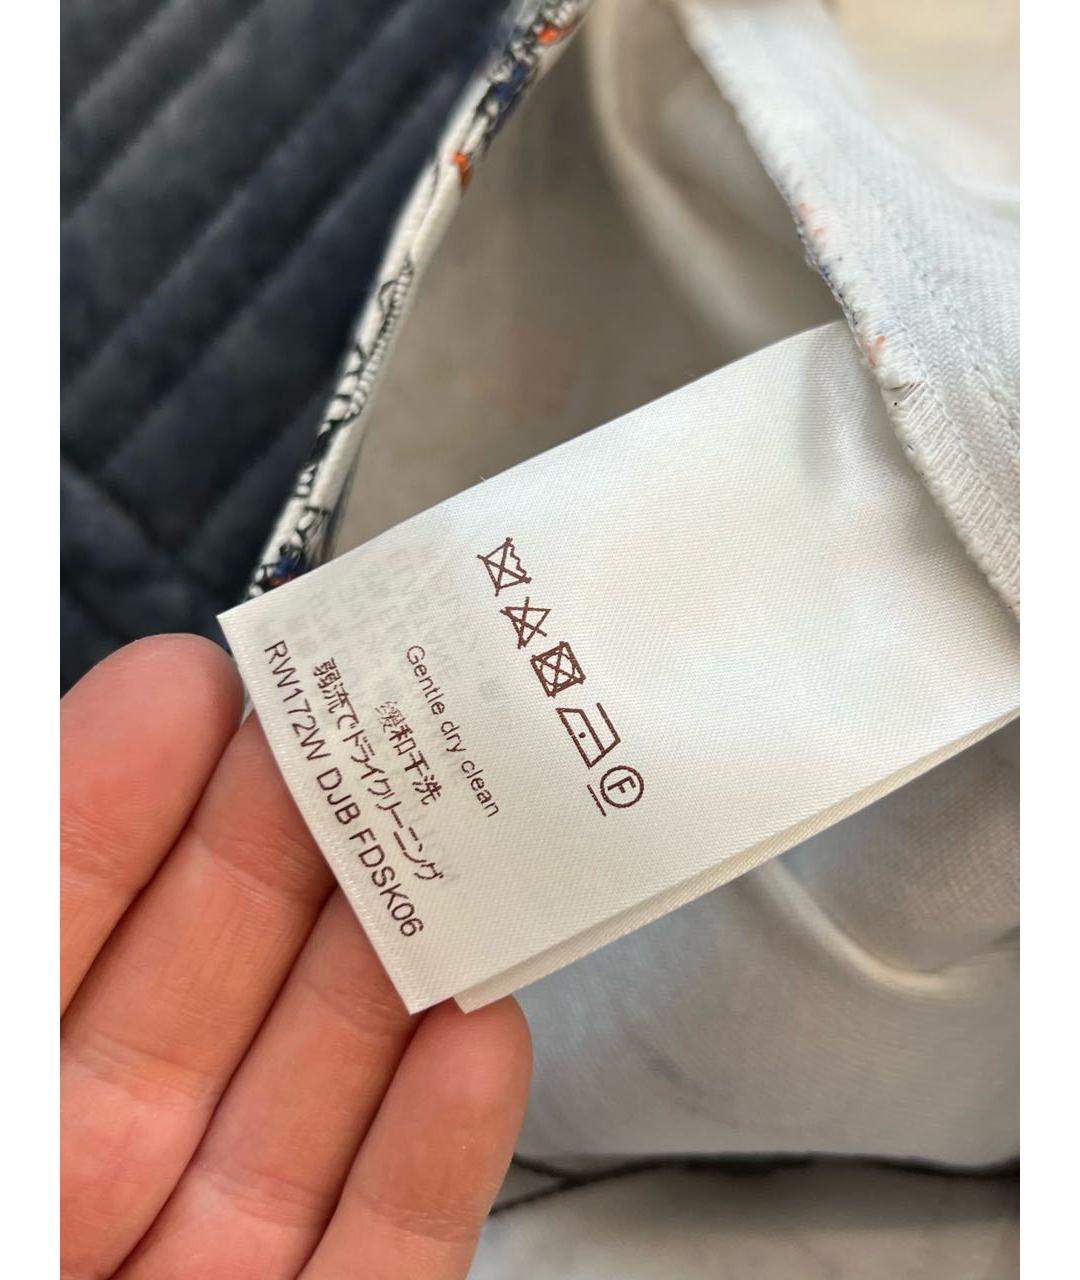 F
Gentle dry clean
缓和干洗
弱流でドライクリーニング
RW172W DJB FDSK06